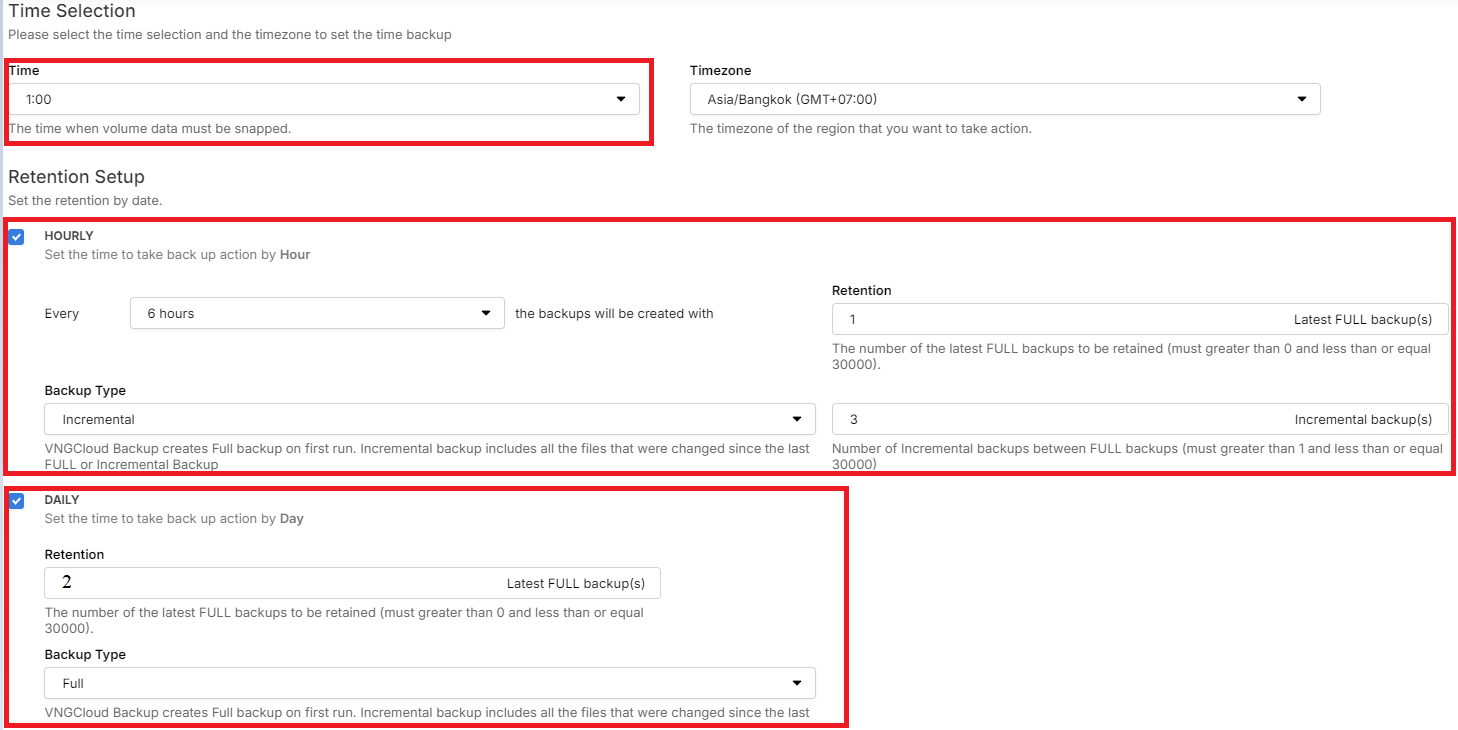 Time Selection
Please select the time selection and the timezone to set the time backup
Time
Timezone
1:00
Asia/Bangkok (GMT+07:00)
The time when volume data must be snapped.
The timezone of the region that you want to take action.
Retention Setup
Set the retention by date.
HOURLY
Set the time to take back up action by Hour
Every
6 hours
the backups will be created with
Retention
1
Latest FULL backup(s)
The number of the latest FULL backups to be retained (must greater than 0 and less than or equal
30000).
Backup Type
Incremental
VNGCloud Backup creates Full backup on first run. Incremental backup includes all the files that were changed since the last
FULL or Incremental Backup
3
Incremental backup(s)
Number of Incremental backups between FULL backups (must greater than 1 and less than or equal
30000)
DAILY
Set the time to take back up action by Day
Retention
2
Latest FULL backup(s)
The number of the latest FULL backups to be retained (must greater than 0 and less than or equal
30000).
Backup Type
Full
VNGCloud Backup creates Full backup on first run. Incremental backup includes all the files that were changed since the last